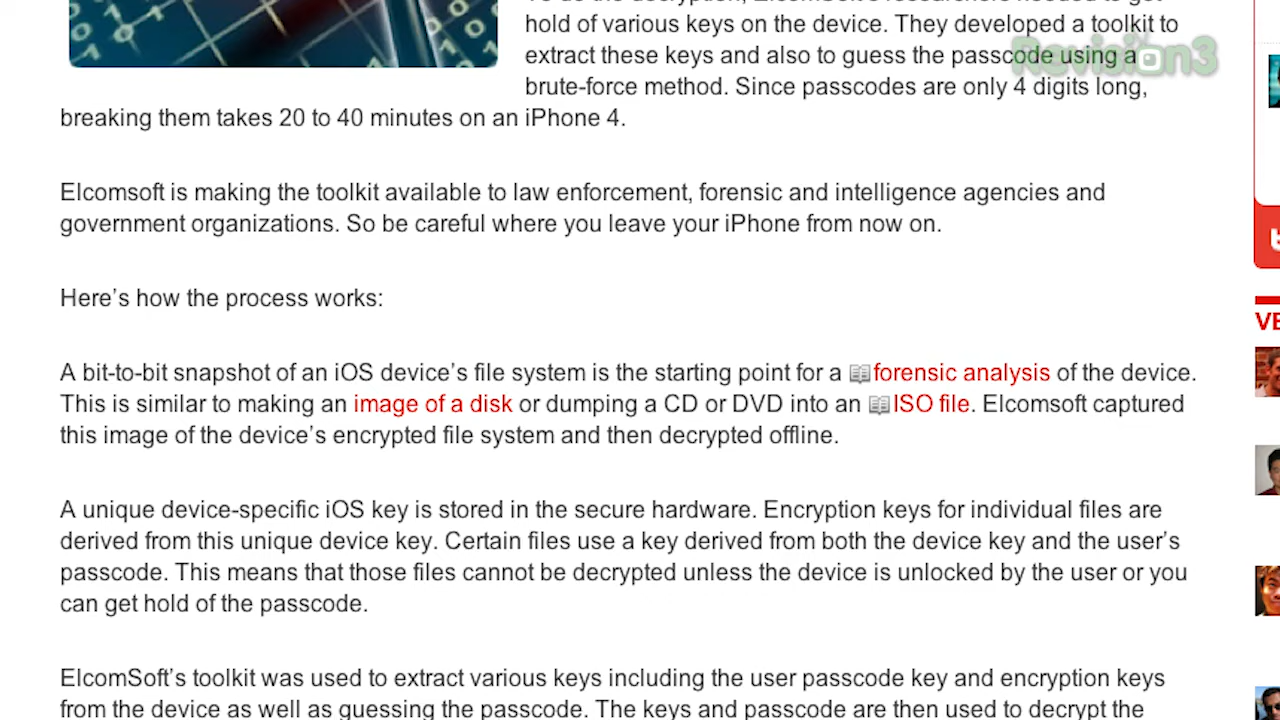 To do the decryption, ElcomSoft's researchers needed to get
hold of various keys on the device. They developed a toolkit to
extract these keys and also to guess the passcode using a
Revision3
brute-force method. Since passcodes are only 4 digits long,
breaking them takes 20 to 40 minutes on an iPhone 4.
Elcomsoft is making the toolkit available to law enforcement, forensic and intelligence agencies and
government organizations. So be careful where you leave your iPhone from now on.
Here's how the process works:
A bit-to-bit snapshot of an iOS device's file system is the starting point for a forensic analysis of the device.
This is similar to making an image of a disk or dumping a CD or DVD into an ISO file. Elcomsoft captured
this image of the device's encrypted file system and then decrypted offline.
A unique device-specific iOS key is stored in the secure hardware. Encryption keys for individual files are
derived from this unique device key. Certain files use a key derived from both the device key and the user's
passcode. This means that those files cannot be decrypted unless the device is unlocked by the user or you
can get hold of the passcode.
ElcomSoft's toolkit was used to extract various keys including the user passcode key and encryption keys
from the device as well as guessing the passcode. The keys and passcode are then used to decrypt the